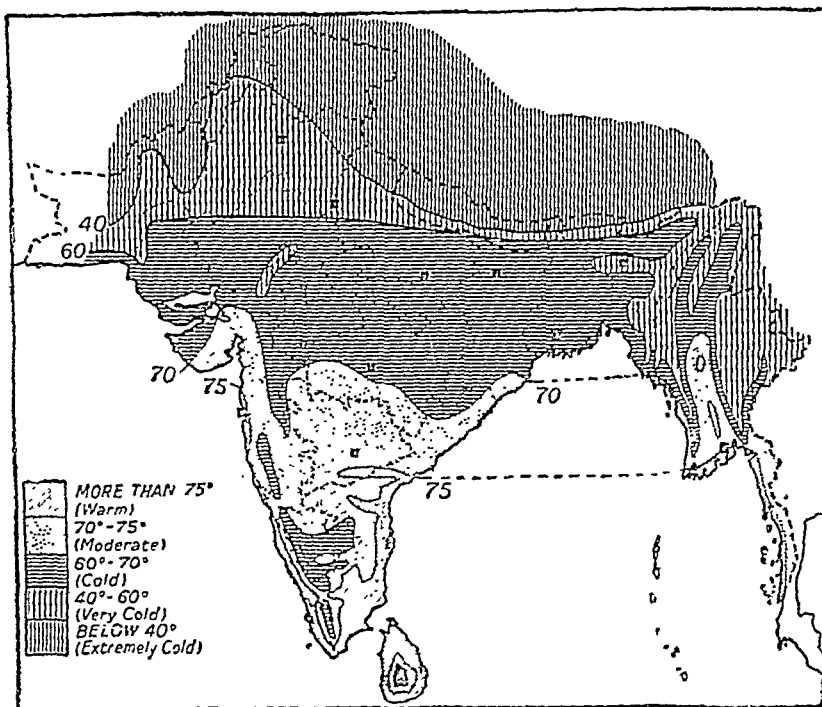 40
60
70
75
70
75
MORE THAN 75°
(Warm)
70°-75°
(Moderate)
60°-70°
(Cold)
40°-60°
(Very Cold)
BELOW 40°
(Extremely Cold)